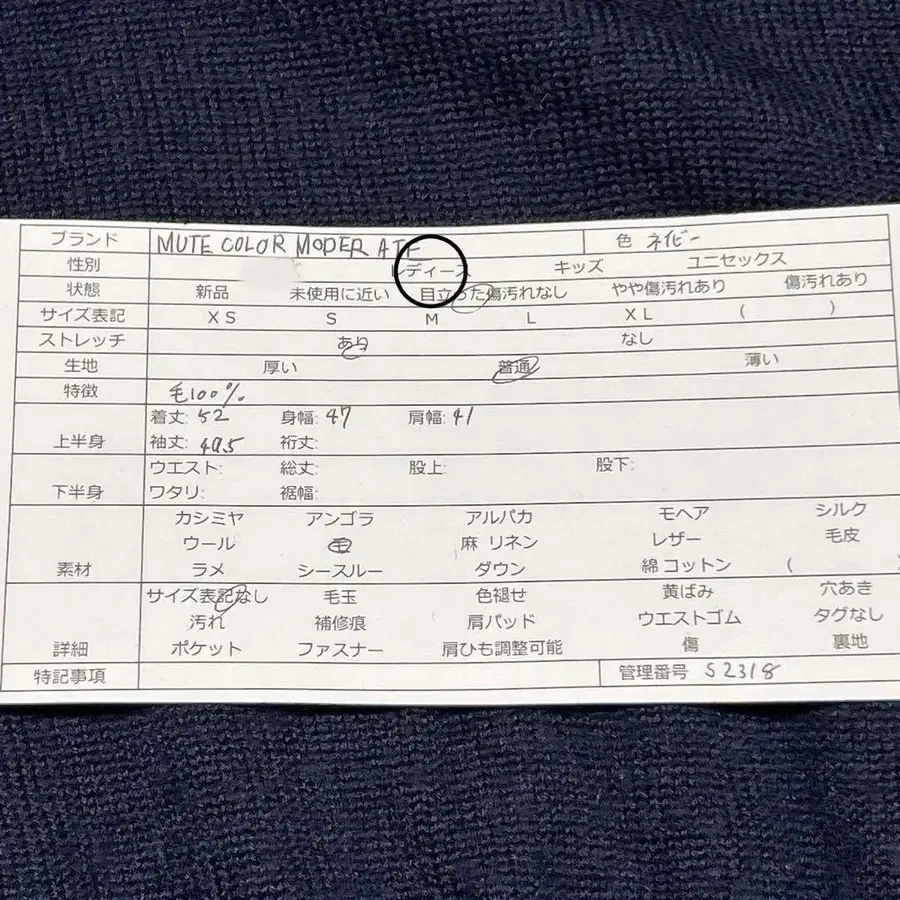 ブランド MUTE COLOR MODERATE 色 ネイビー
性別 レディース キッズ ユニセックス
状態 新品 未使用に近い 目立った傷汚れなし やや傷汚れあり 傷汚れあり
サイズ表記 XS S M L XL ( )
ストレッチ あり なし
生地 厚い 普通 薄い
特徴 毛100%
上半身 着丈: 52 身幅: 47 肩幅: 41
袖丈: 49.5 裄丈:
下半身 ウエスト: 総丈: 股上: 股下:
ワタリ: 裾幅:
素材 カシミヤ アンゴラ アルパカ モヘア シルク
ウール 毛 麻 リネン レザー 毛皮
ラメ シースルー ダウン 綿 コットン ( )
詳細 サイズ表記なし 毛玉 色褪せ 黄ばみ 穴あき
汚れ 補修痕 肩パッド ウエストゴム タグなし
ポケット ファスナー 肩ひも調整可能 傷 裏地
特記事項 管理番号 S2318